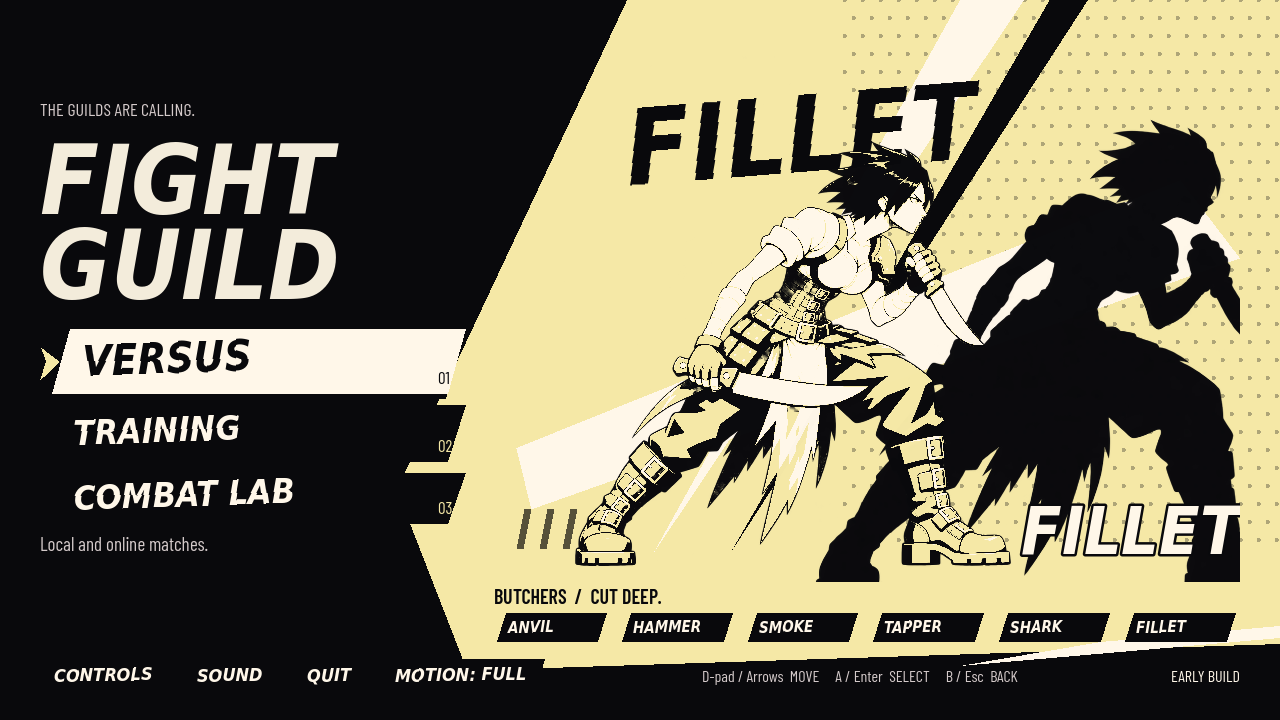 THE GUILDS ARE CALLING.
FIGHT
GUILD
VERSUS
01
TRAINING
02
COMBAT LAB
03
Local and online matches.
FILLET
FILLET
BUTCHERS / CUT DEEP.
ANVIL HAMMER SMOKE TAPPER SHARK FILLET
CONTROLS SOUND QUIT MOTION: FULL
D-pad / Arrows MOVE A / Enter SELECT B / Esc BACK
EARLY BUILD